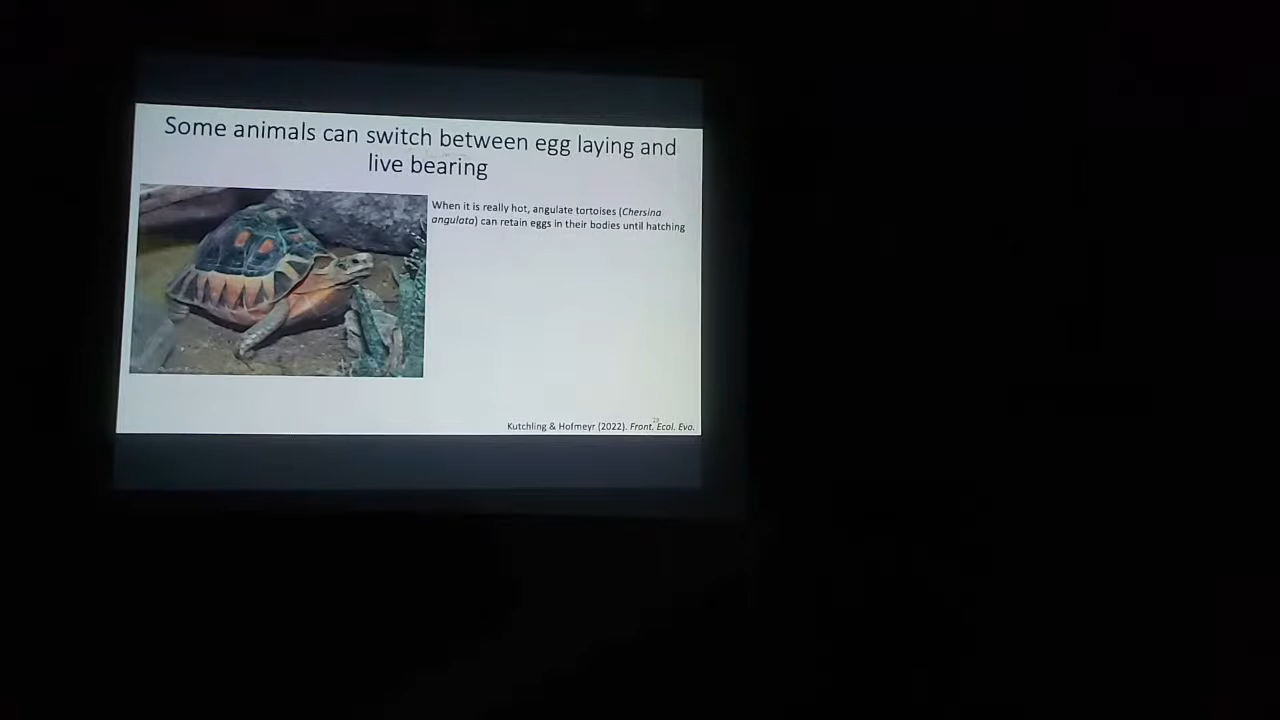 Some animals can switch between egg laying and
live bearing
When it is really hot, angulate tortoises (Chersina
angulata) can retain eggs in their bodies until hatching
Kutchling & Hofmeyr (2022). Front. Ecol. Evo.